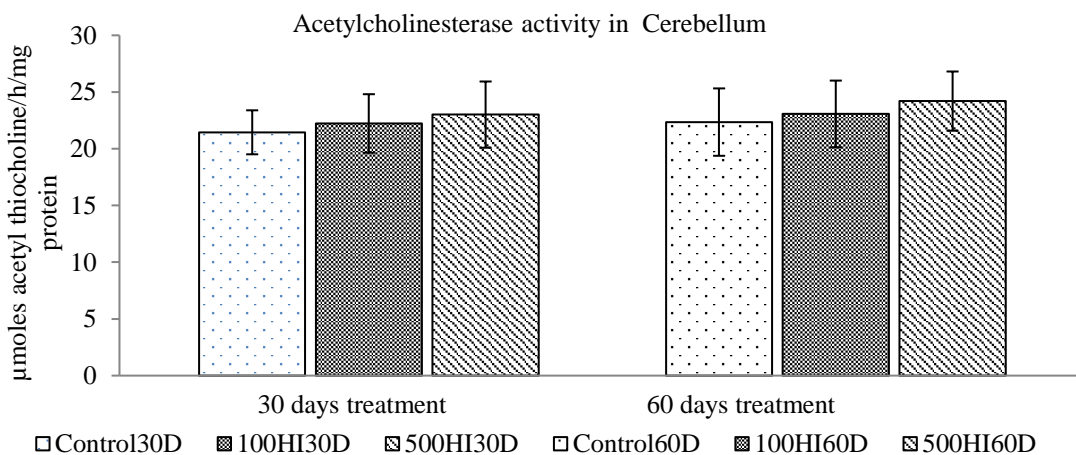 Acetylcholinesterase activity in Cerebellum
µmoles acetyl thiocholine/h/mg
protein
30
25
20
15
10
5
0
30 days treatment 60 days treatment
Control30D 100HI30D 500HI30D Control60D 100HI60D 500HI60D